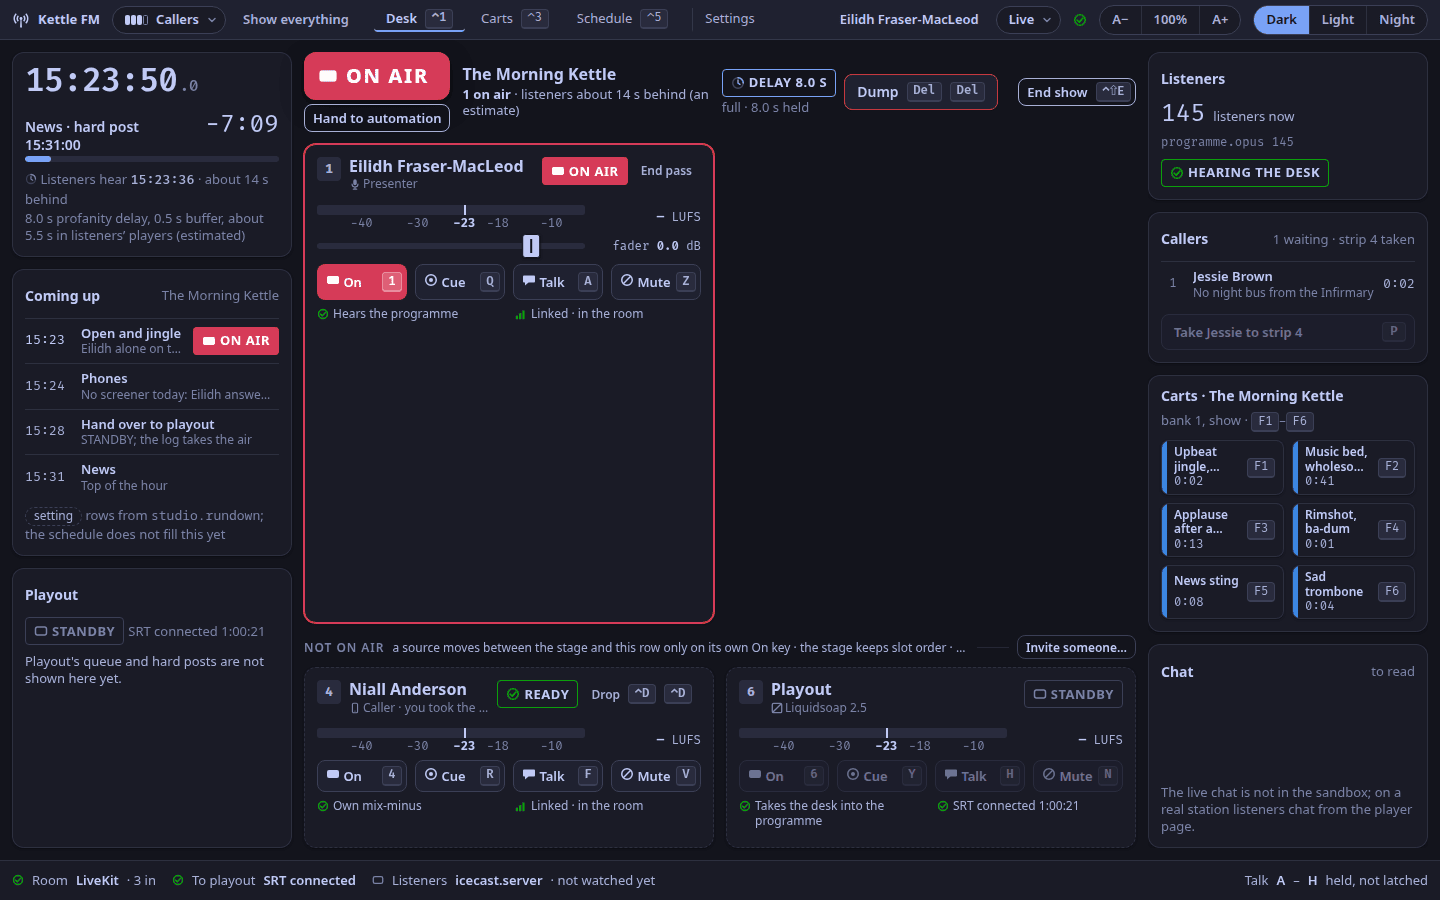 Kettle FM
Callers
Show everything
Desk ^1
Carts ^3
Schedule ^5
Settings
Eilidh Fraser-MacLeod
Live
A−
100%
A+
Dark
Light
Night
15:23:50.0
News · hard post 15:31:00
-7:09
Listeners hear 15:23:36 · about 14 s behind
8.0 s profanity delay, 0.5 s buffer, about 5.5 s in listeners’ players (estimated)
Coming up
The Morning Kettle
15:23 Open and jingle
Eilidh alone on t…
ON AIR
15:24 Phones
No screener today: Eilidh answe…
15:28 Hand over to playout
STANDBY; the log takes the air
15:31 News
Top of the hour
setting rows from studio.rundown; the schedule does not fill this yet
Playout
STANDBY SRT connected 1:00:21
Playout's queue and hard posts are not shown here yet.
ON AIR
Hand to automation
The Morning Kettle
1 on air · listeners about 14 s behind (an estimate)
DELAY 8.0 S
full · 8.0 s held
Dump Del Del
End show ^⇧E
1 Eilidh Fraser-MacLeod
Presenter
ON AIR
End pass
-40 -30 -23 -18 -10
– LUFS
fader 0.0 dB
On 1
Cue Q
Talk A
Mute Z
Hears the programme
Linked · in the room
NOT ON AIR a source moves between the stage and this row only on its own On key · the stage keeps slot order · …
Invite someone…
4 Niall Anderson
Caller · you took the …
READY
Drop ^D ^D
-40 -30 -23 -18 -10
– LUFS
On 4
Cue R
Talk F
Mute V
Own mix-minus
Linked · in the room
6 Playout
Liquidsoap 2.5
STANDBY
-40 -30 -23 -18 -10
– LUFS
On 6
Cue Y
Talk H
Mute N
Takes the desk into the programme
SRT connected 1:00:21
Listeners
145 listeners now
programme.opus 145
HEARING THE DESK
Callers
1 waiting · strip 4 taken
1 Jessie Brown
No night bus from the Infirmary
0:02
Take Jessie to strip 4 P
Carts · The Morning Kettle
bank 1, show · F1–F6
Upbeat jingle,… 0:02 F1
Music bed, wholeso… 0:41 F2
Applause after a… 0:13 F3
Rimshot, ba-dum 0:01 F4
News sting 0:08 F5
Sad trombone 0:04 F6
Chat
to read
The live chat is not in the sandbox; on a real station listeners chat from the player page.
Room LiveKit · 3 in
To playout SRT connected
Listeners icecast.server · not watched yet
Talk A – H held, not latched